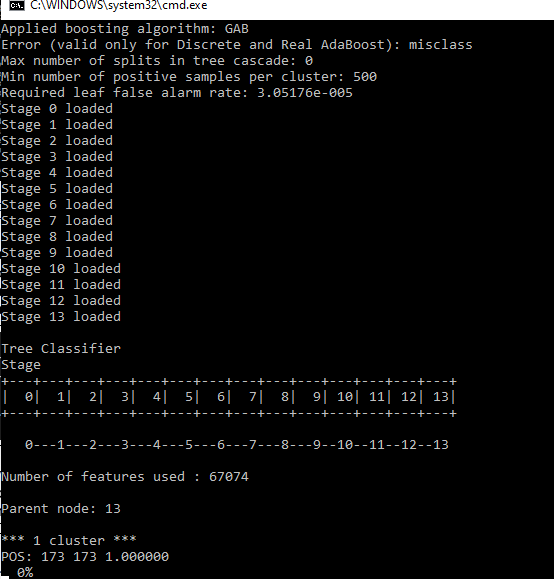 C:\WINDOWS\system32\cmd.exe
Applied boosting algorithm: GAB
Error (valid only for Discrete and Real AdaBoost): misclass
Max number of splits in tree cascade: 0
Min number of positive samples per cluster: 500
Required leaf false alarm rate: 3.05176e-005
Stage 0 loaded
Stage 1 loaded
Stage 2 loaded
Stage 3 loaded
Stage 4 loaded
Stage 5 loaded
Stage 6 loaded
Stage 7 loaded
Stage 8 loaded
Stage 9 loaded
Stage 10 loaded
Stage 11 loaded
Stage 12 loaded
Stage 13 loaded
Tree Classifier
Stage
+---+---+---+---+---+---+---+---+---+---+---+---+---+---+
|  0|  1|  2|  3|  4|  5|  6|  7|  8|  9| 10| 11| 12| 13|
+---+---+---+---+---+---+---+---+---+---+---+---+---+---+
   0---1---2---3---4---5---6---7---8---9--10--11--12--13
Number of features used : 67074
Parent node: 13
*** 1 cluster ***
POS: 173 173 1.000000
  0%